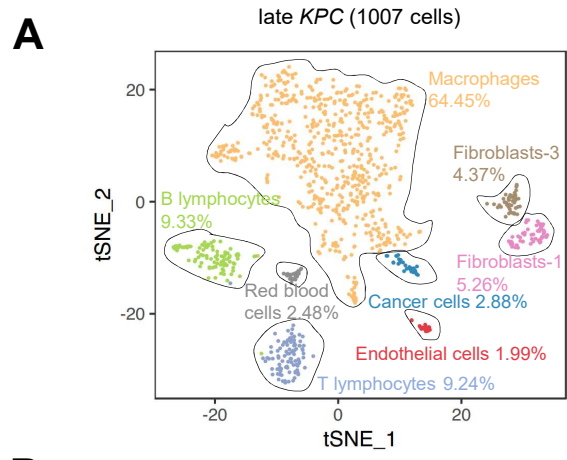 A
late KPC (1007 cells)
Macrophages
64.45%
Fibroblasts-3
4.37%
B lymphocytes
9.33%
Fibroblasts-1
5.26%
Red blood
cells 2.48%
Cancer cells 2.88%
Endothelial cells 1.99%
T lymphocytes 9.24%
tSNE_2
20
0
-20
-20
0
20
tSNE_1